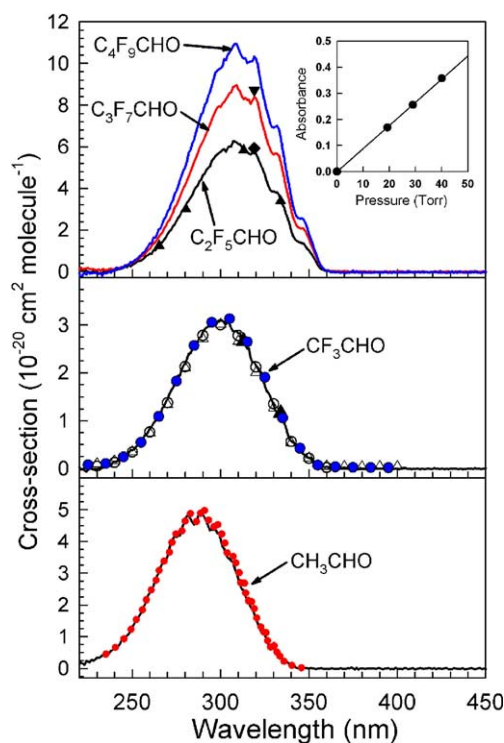 12
10
8
6
4
2
0
C₄F₉CHO
C₃F₇CHO
C₂F₅CHO
0.5
0.4
0.3
0.2
0.1
0.0
Absorbance
0 10 20 30 40 50
Pressure (Torr)
3
2
1
0
CF₃CHO
Cross-section (10⁻²⁰ cm² molecule⁻¹)
5
4
3
2
1
0
CH₃CHO
250 300 350 400 450
Wavelength (nm)